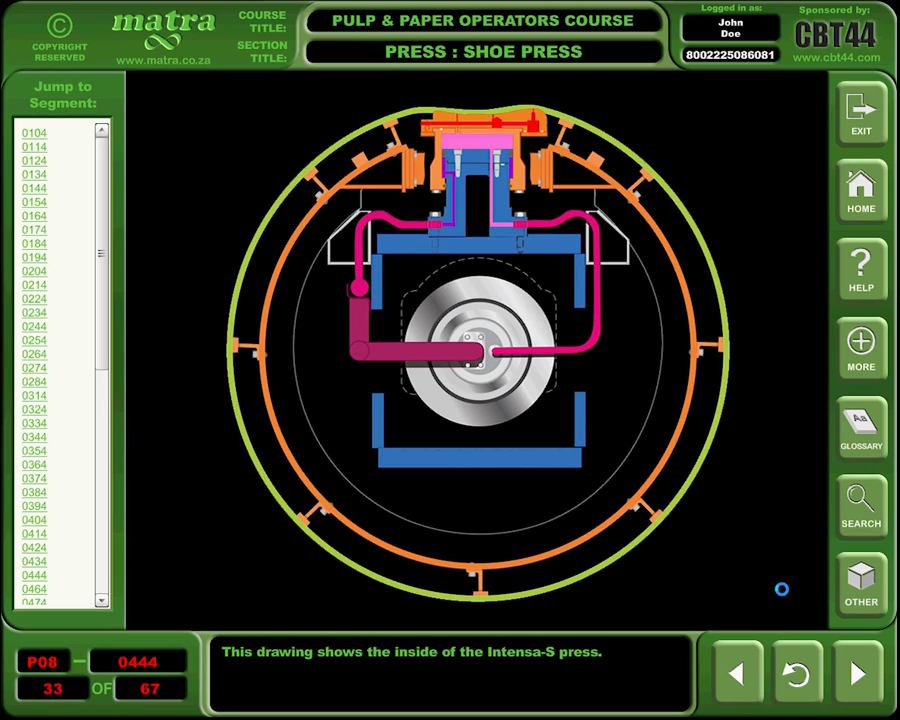 ©
COPYRIGHT
RESERVED
matra
www.matra.co.za
COURSE
TITLE:
PULP & PAPER OPERATORS COURSE
SECTION
TITLE:
PRESS : SHOE PRESS
Logged in as:
John
Doe
8002225086081
Sponsored by:
CBT44
www.cbt44.com
Jump to
Segment:
0104
0114
0124
0134
0144
0154
0164
0174
0184
0194
0204
0214
0224
0234
0244
0254
0264
0274
0284
0314
0324
0334
0344
0354
0364
0374
0384
0394
0404
0414
0424
0434
0444
0464
0474
EXIT
HOME
?
HELP
MORE
Aa
GLOSSARY
SEARCH
OTHER
P08 – 0444
33 OF 67
This drawing shows the inside of the Intensa-S press.